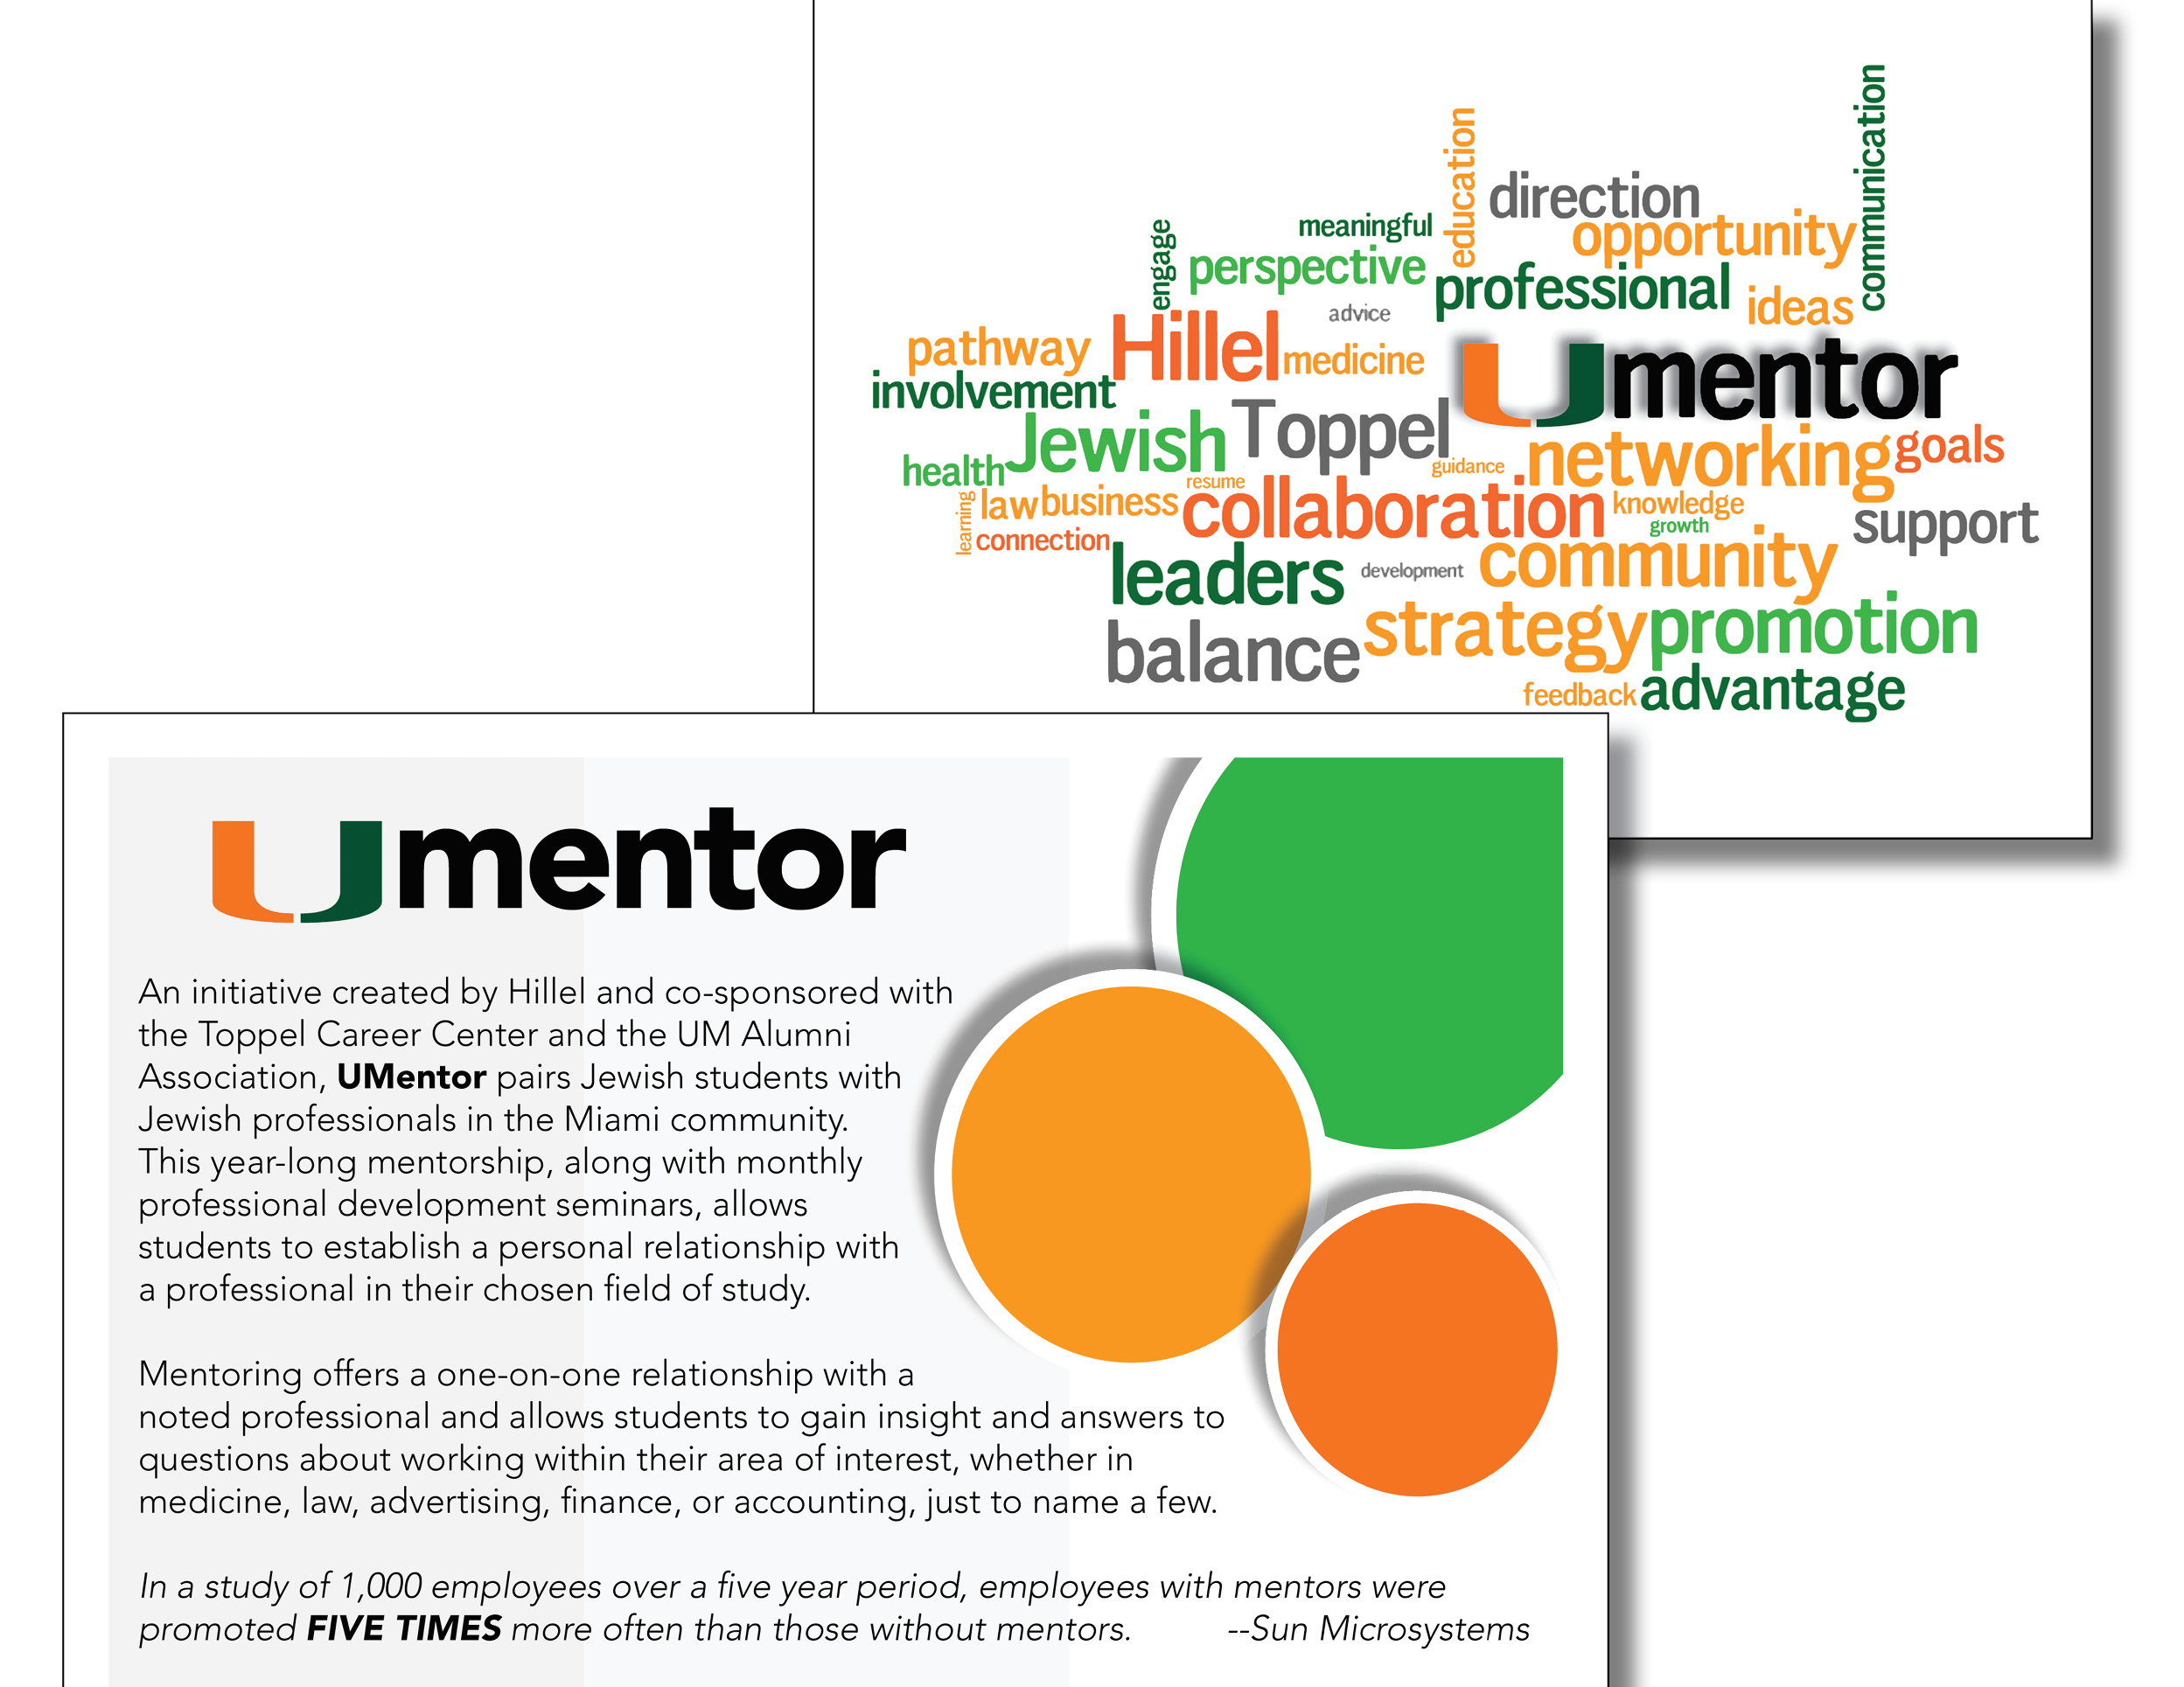 communication
education
direction
meaningful
opportunity
engage
perspective
professional
ideas
advice
Hillel
pathway
medicine
Umentor
involvement
Toppel
Jewish
networking
goals
health
guidance
resume
learning
law
business
collaboration
knowledge
growth
support
connection
leaders
development
community
strategy
promotion
balance
feedback
advantage
Umentor
An initiative created by Hillel and co-sponsored with
the Toppel Career Center and the UM Alumni
Association, UMentor pairs Jewish students with
Jewish professionals in the Miami community.
This year-long mentorship, along with monthly
professional development seminars, allows
students to establish a personal relationship with
a professional in their chosen field of study.
Mentoring offers a one-on-one relationship with a
noted professional and allows students to gain insight and answers to
questions about working within their area of interest, whether in
medicine, law, advertising, finance, or accounting, just to name a few.
In a study of 1,000 employees over a five year period, employees with mentors were
promoted FIVE TIMES more often than those without mentors. --Sun Microsystems